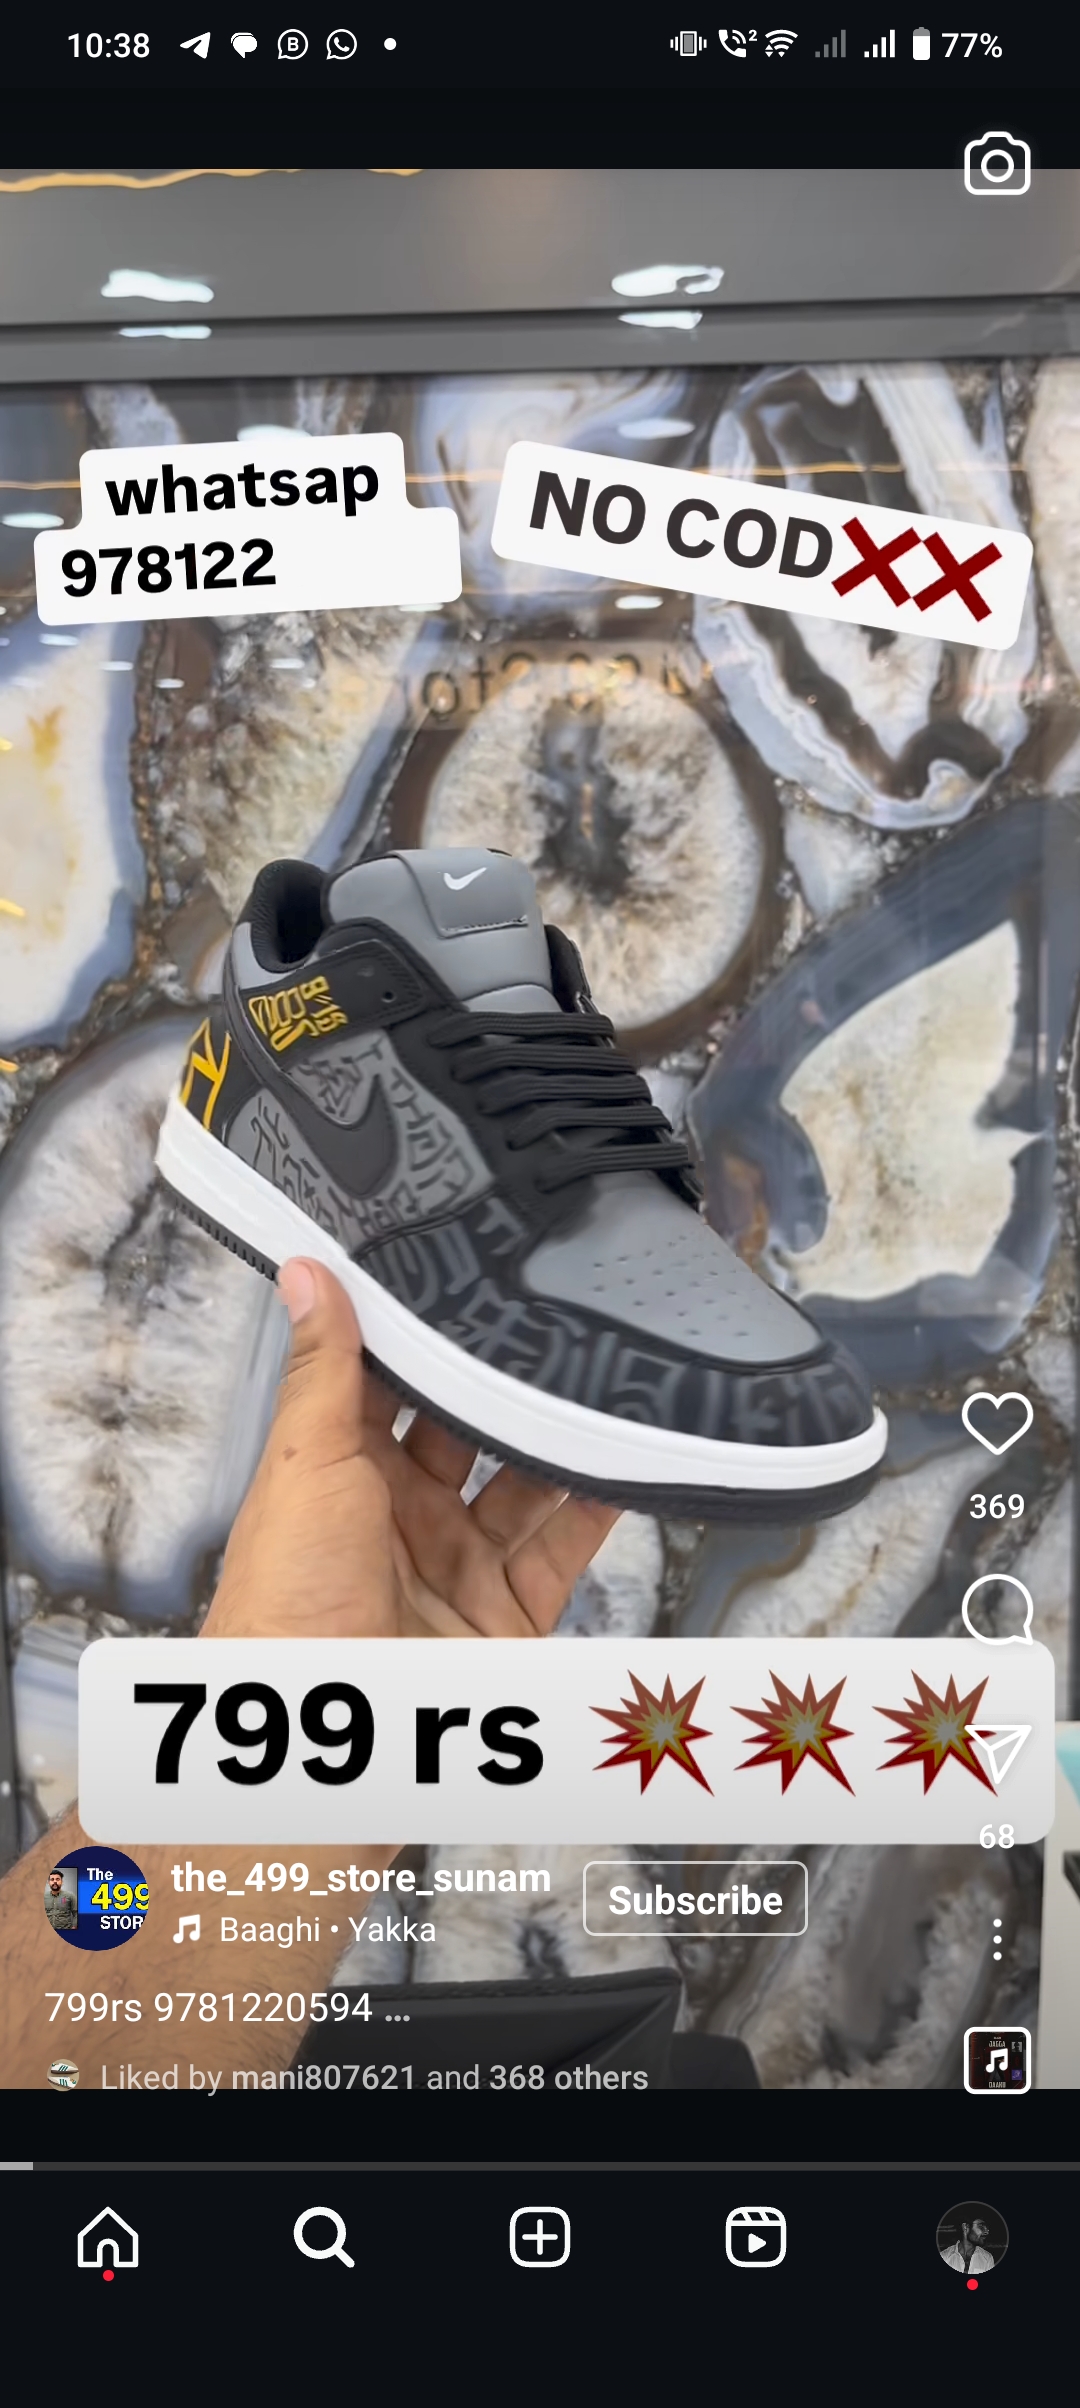 10:38
2
77%
whatsap
978122
NO COD❌❌
799 rs 💥💥💥
369
68
The
499
STOR
the_499_store_sunam
Subscribe
Baaghi • Yakka
799rs 9781220594 ...
Liked by mani807621 and 368 others